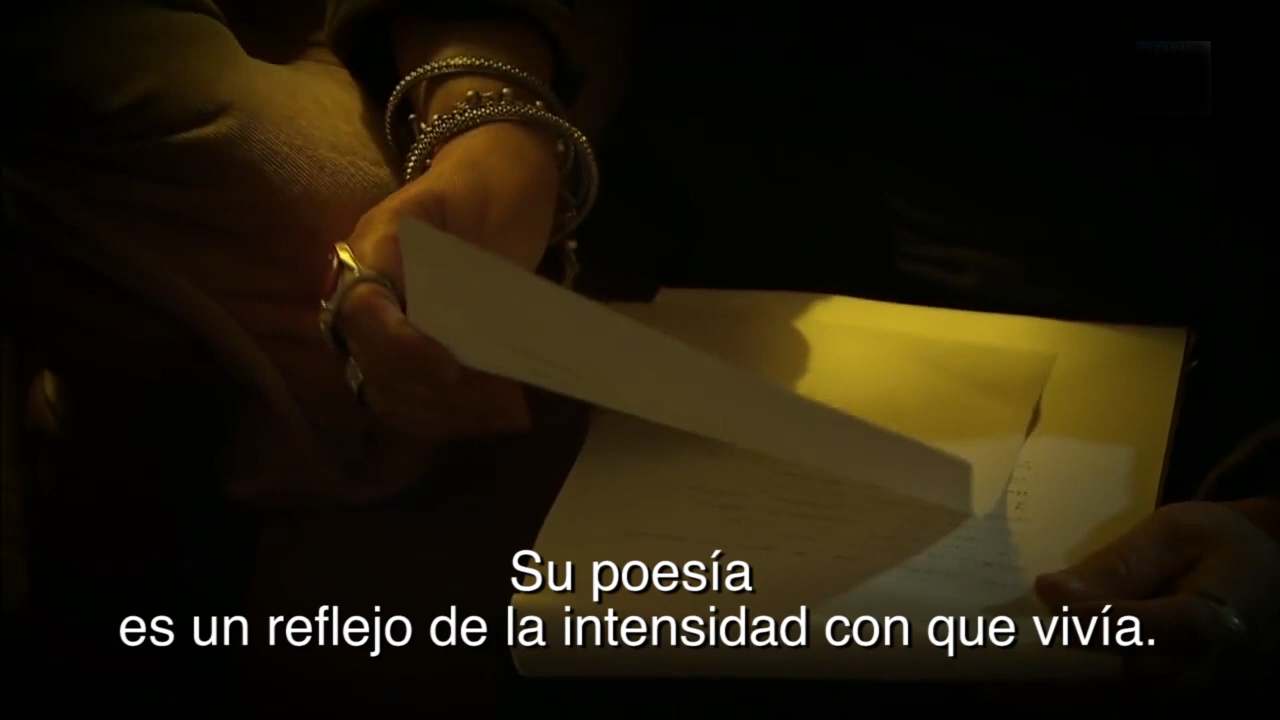 Su poesía
es un reflejo de la intensidad con que vivía.